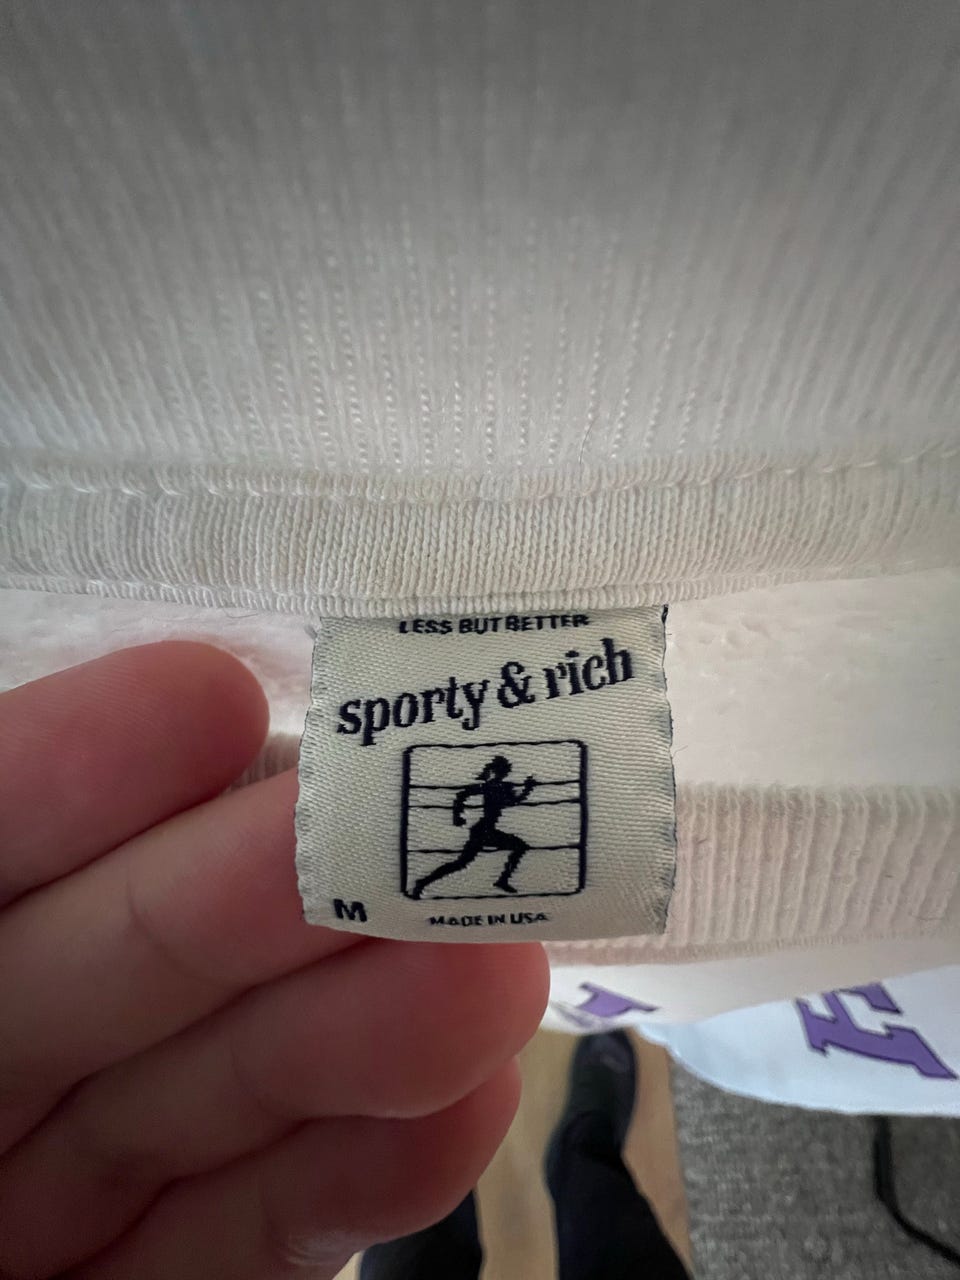 LESS BUT BETTER
sporty & rich
M
MADE IN USA